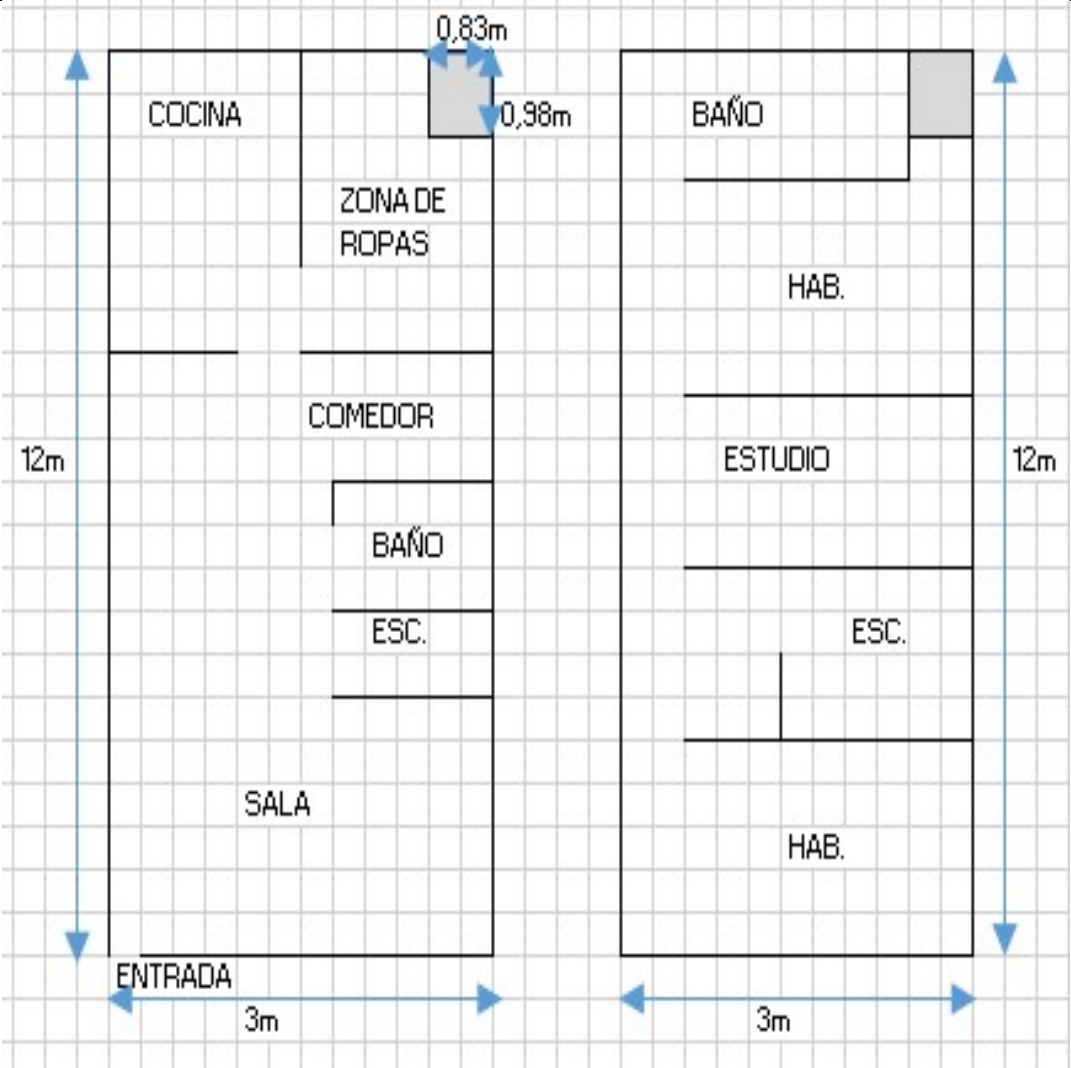 0,83m
COCINA
0,98m
BAÑO
ZONA DE
ROPAS
HAB.
COMEDOR
12m
ESTUDIO
12m
BAÑO
ESC.
ESC.
SALA
HAB.
ENTRADA
3m
3m